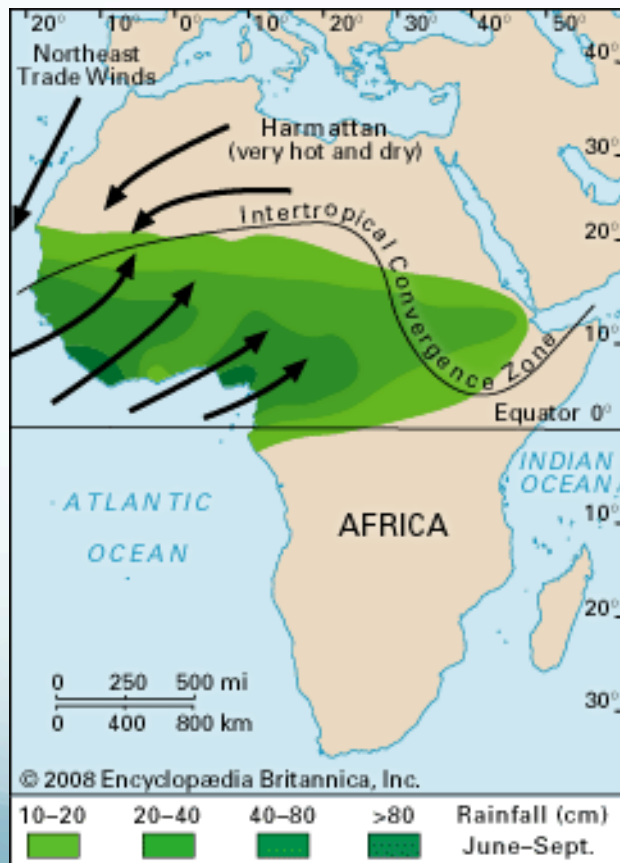 20° 10° 0° 10° 20° 30° 40° 50°
Northeast
Trade Winds
40°
Harmattan
(very hot and dry)
30°
Intertropical Convergence Zone
20°
10°
Equator 0°
ATLANTIC
OCEAN
INDIAN
OCEAN
AFRICA
10°
20°
30°
0 250 500 mi
0 400 800 km
© 2008 Encyclopædia Britannica, Inc.
10–20 20–40 40–80 >80 Rainfall (cm)
June–Sept.